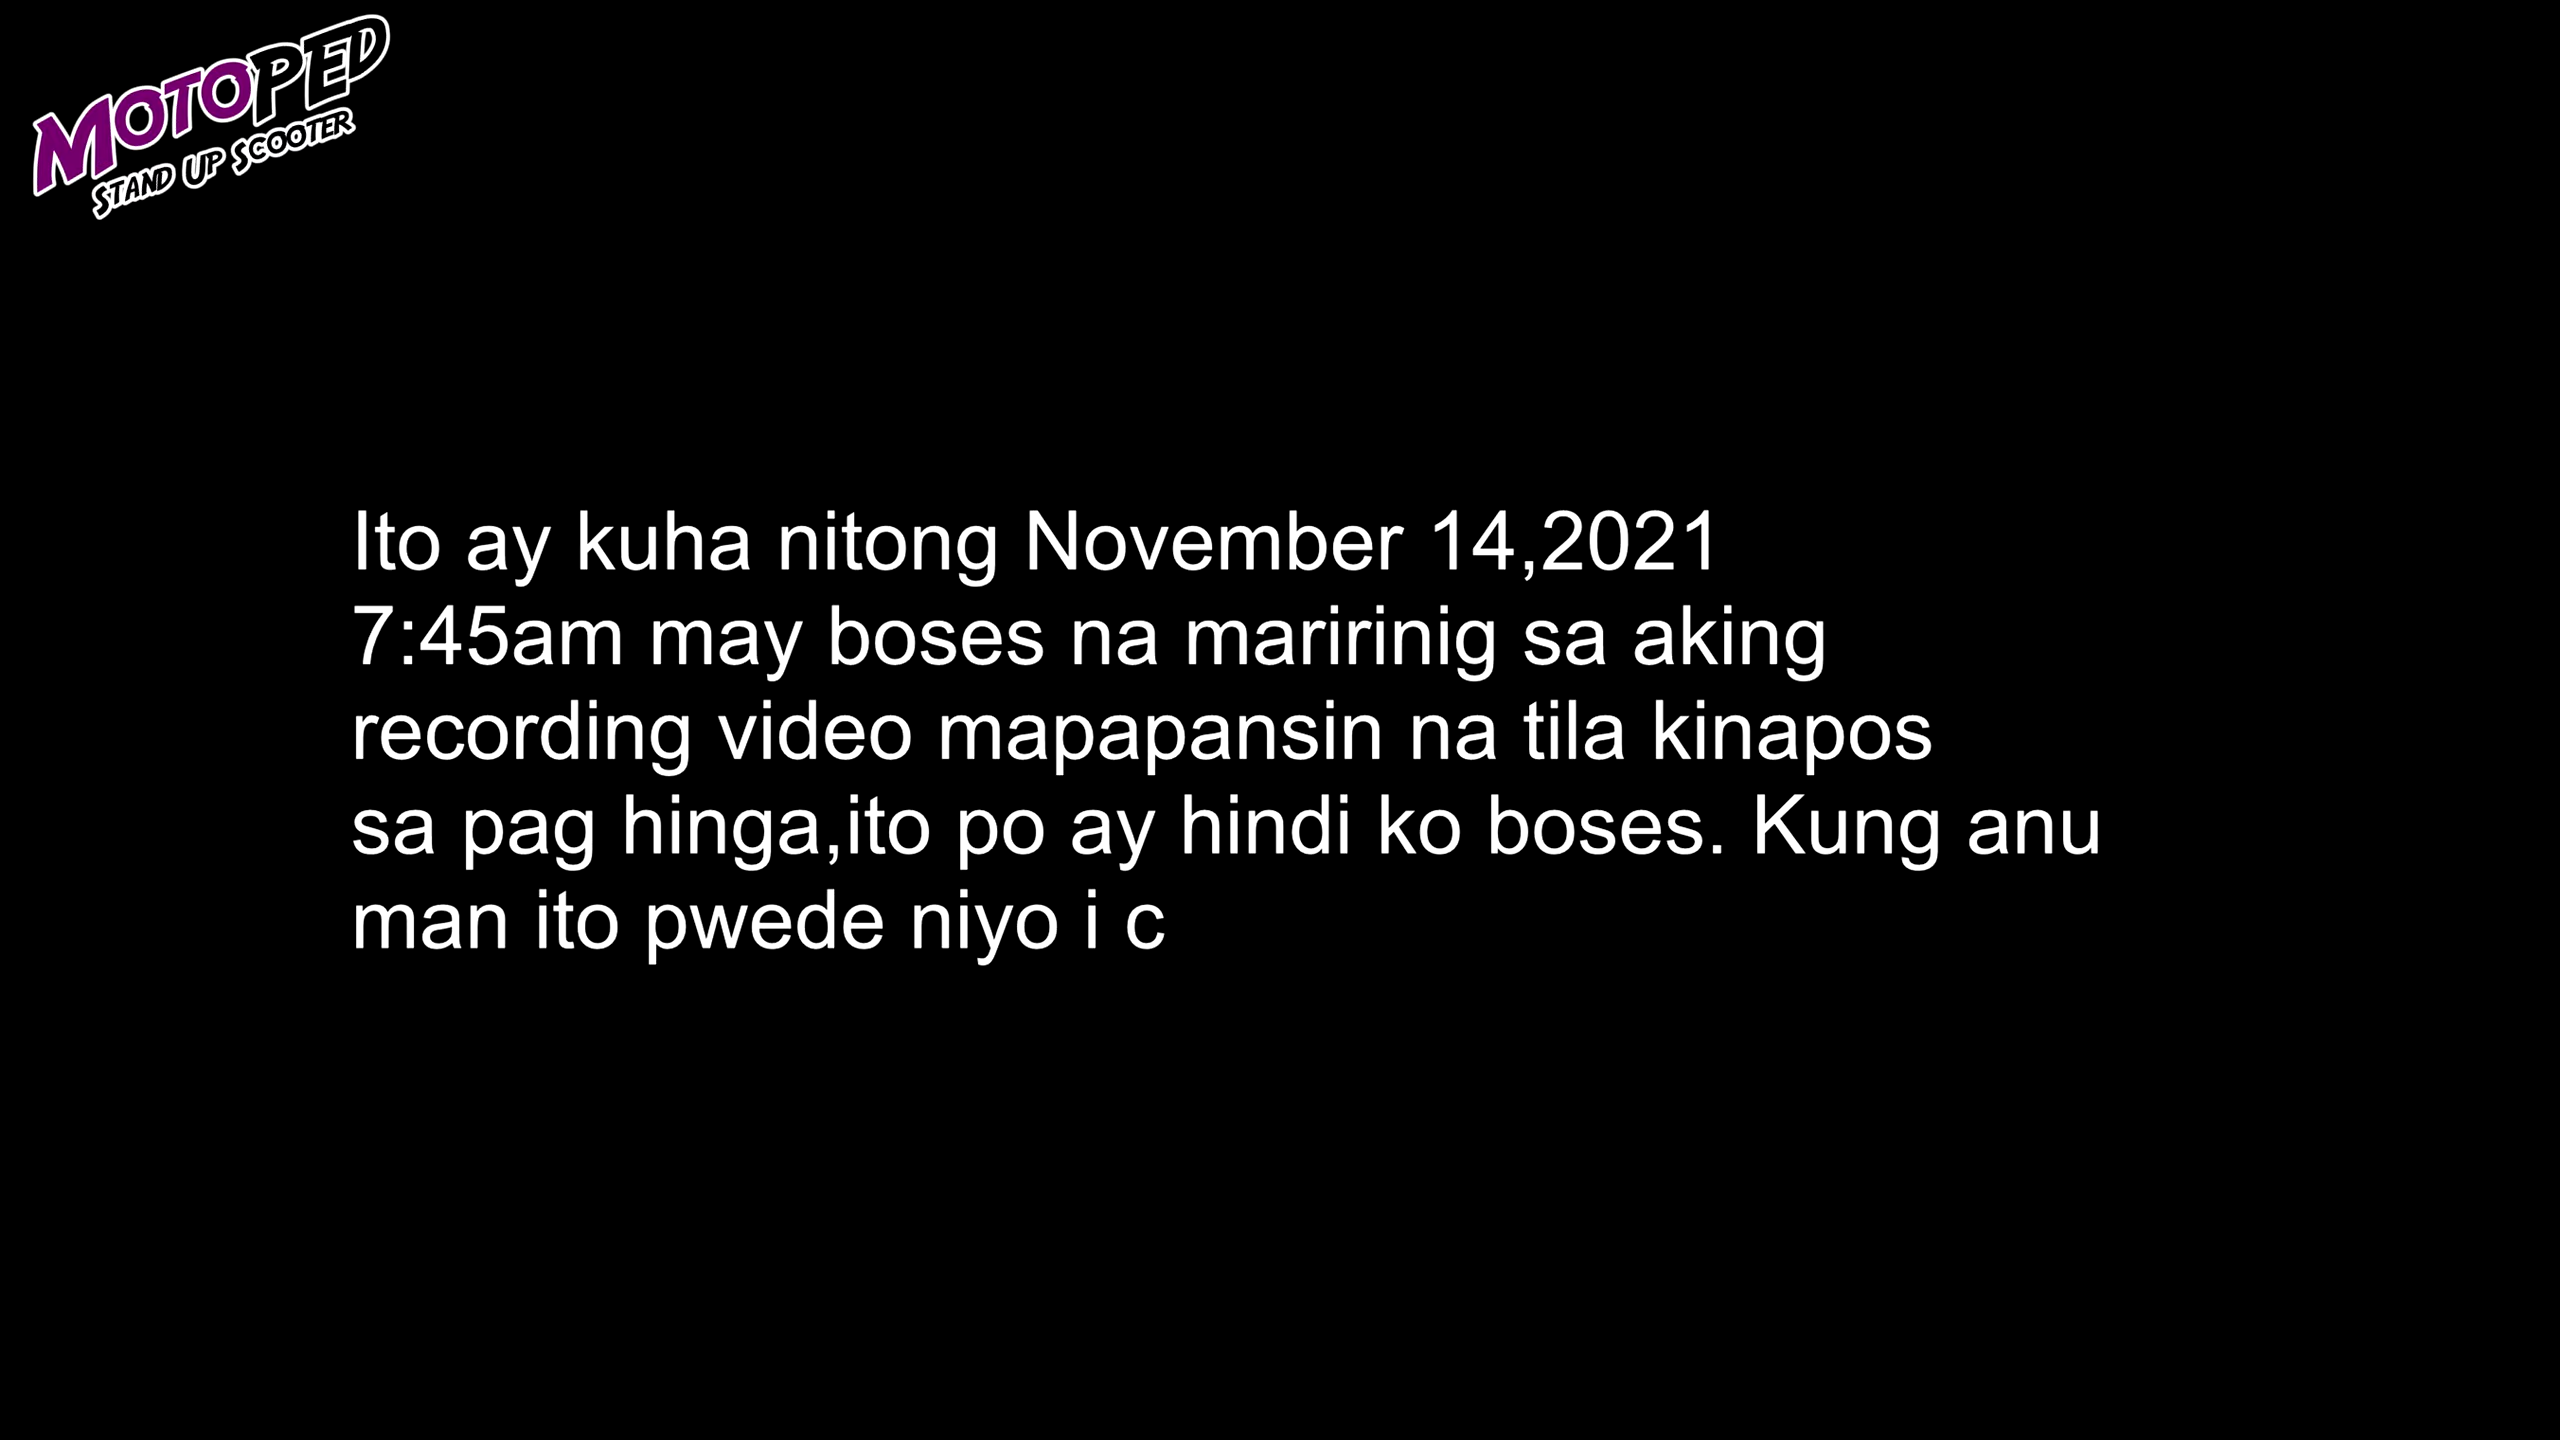 MOTOPED
STAND UP SCOOTER
Ito ay kuha nitong November 14,2021
7:45am may boses na maririnig sa aking
recording video mapapansin na tila kinapos
sa pag hinga,ito po ay hindi ko boses. Kung anu
man ito pwede niyo i c